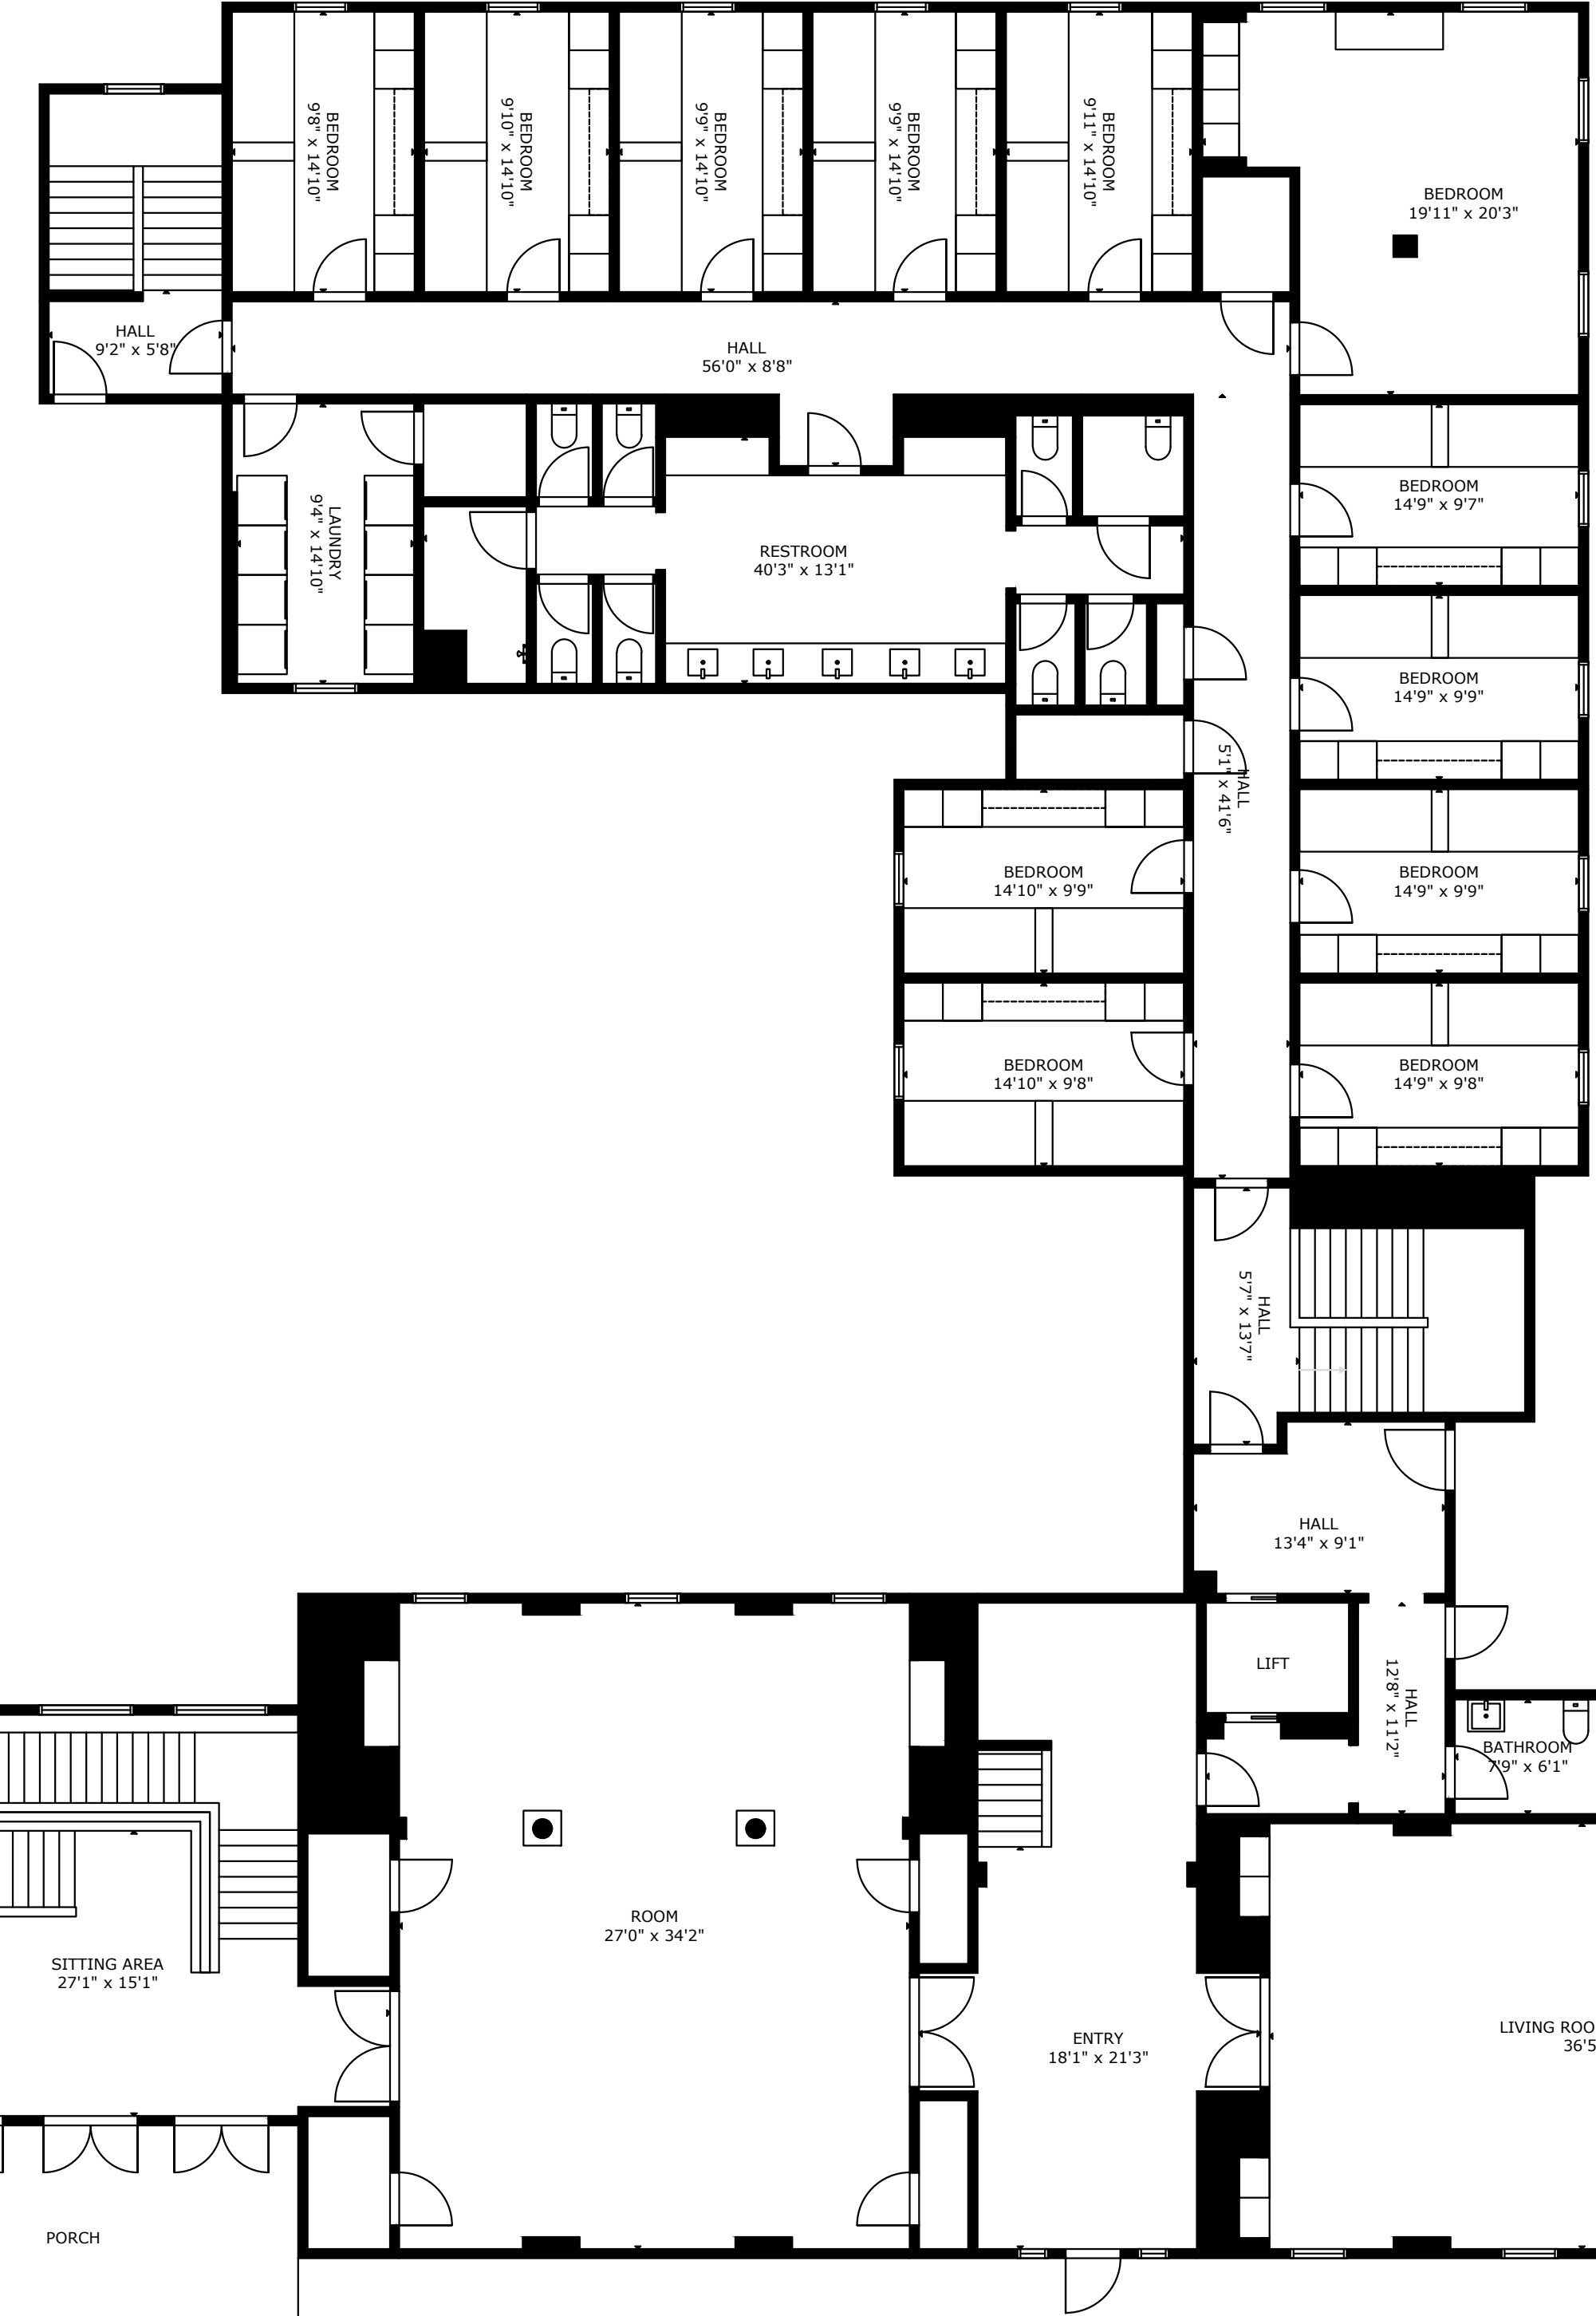 BEDROOM
9'8" x 14'10"
BEDROOM
9'10" x 14'10"
BEDROOM
9'9" x 14'10"
BEDROOM
9'9" x 14'10"
BEDROOM
9'11" x 14'10"
BEDROOM
19'11" x 20'3"
HALL
9'2" x 5'8"
HALL
56'0" x 8'8"
LAUNDRY
9'4" x 14'10"
RESTROOM
40'3" x 13'1"
BEDROOM
14'9" x 9'7"
BEDROOM
14'9" x 9'9"
HALL
5'1" x 41'6"
BEDROOM
14'10" x 9'9"
BEDROOM
14'9" x 9'9"
BEDROOM
14'10" x 9'8"
BEDROOM
14'9" x 9'8"
HALL
5'7" x 13'7"
HALL
13'4" x 9'1"
LIFT
HALL
12'8" x 11'2"
BATHROOM
7'9" x 6'1"
ROOM
27'0" x 34'2"
SITTING AREA
27'1" x 15'1"
ENTRY
18'1" x 21'3"
LIVING ROO
36'5
PORCH